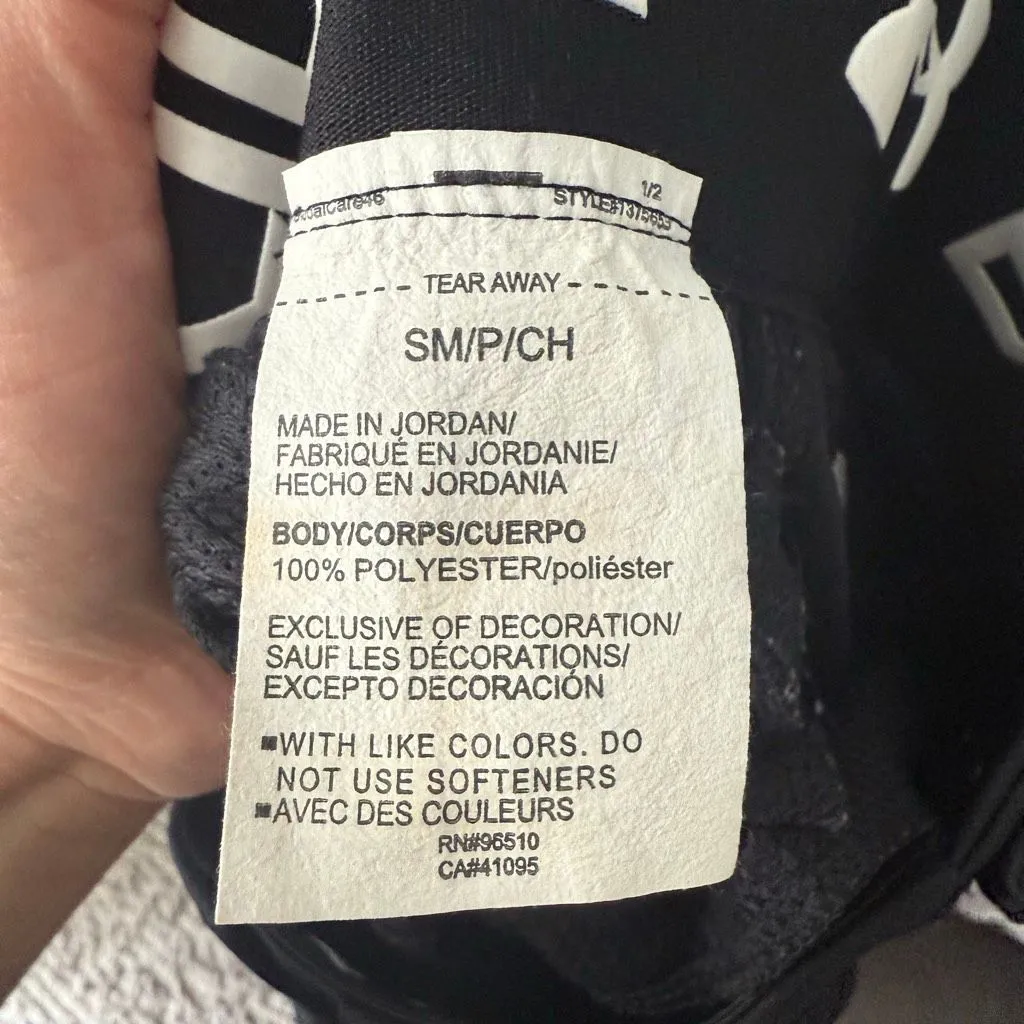 1/2
TEAR AWAY
SM/P/CH
MADE IN JORDAN/
FABRIQUÉ EN JORDANIE/
HECHO EN JORDANIA
BODY/CORPS/CUERPO
100% POLYESTER/poliéster
EXCLUSIVE OF DECORATION/
SAUF LES DÉCORATIONS/
EXCEPTO DECORACIÓN
WITH LIKE COLORS. DO
NOT USE SOFTENERS
AVEC DES COULEURS
RN#96510
CA#41095